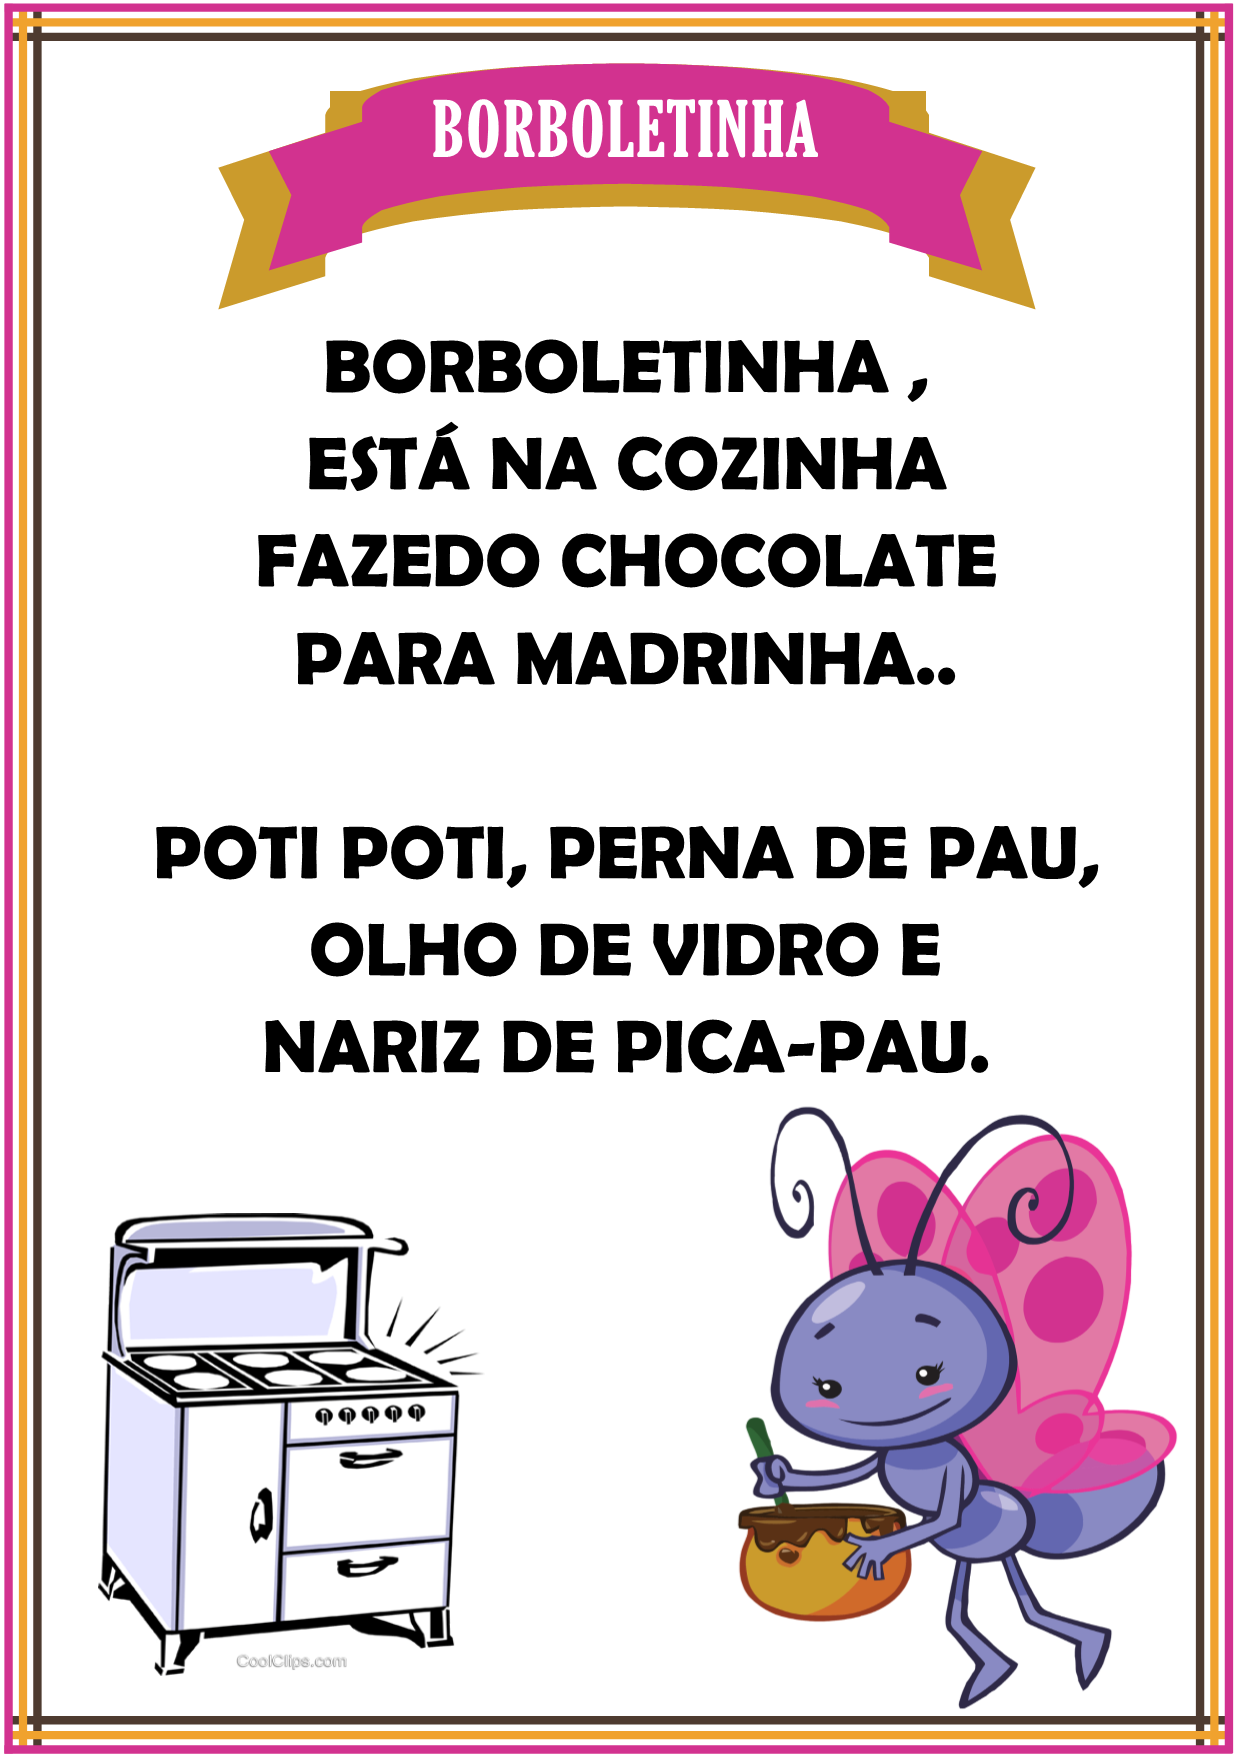 BORBOLETINHA
BORBOLETINHA ,
ESTÁ NA COZINHA
FAZEDO CHOCOLATE
PARA MADRINHA..
POTI POTI, PERNA DE PAU,
OLHO DE VIDRO E
NARIZ DE PICA-PAU.
CoolClips.com